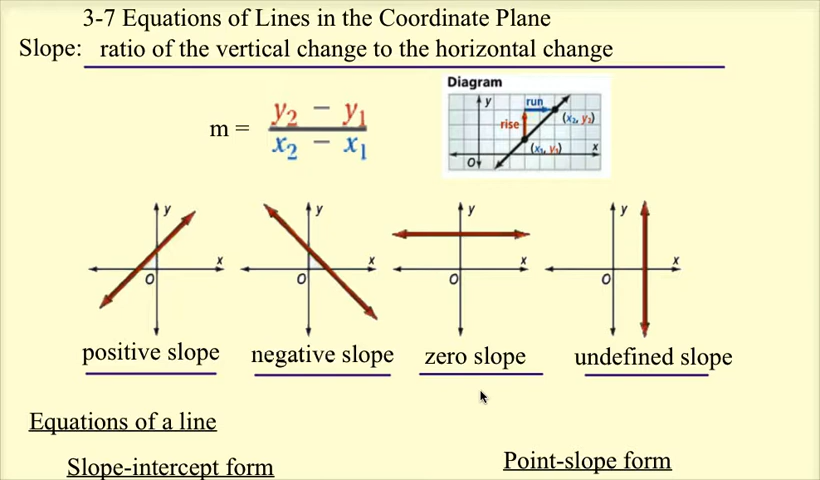 3-7 Equations of Lines in the Coordinate Plane
Slope: ratio of the vertical change to the horizontal change
Diagram
y
run
rise
(x₂, y₂)
(x₁, y₁)
x
O
m = y₂ − y₁
x₂ − x₁
y y y y
x x x x
O O O O
positive slope negative slope zero slope undefined slope
Equations of a line
Slope-intercept form Point-slope form